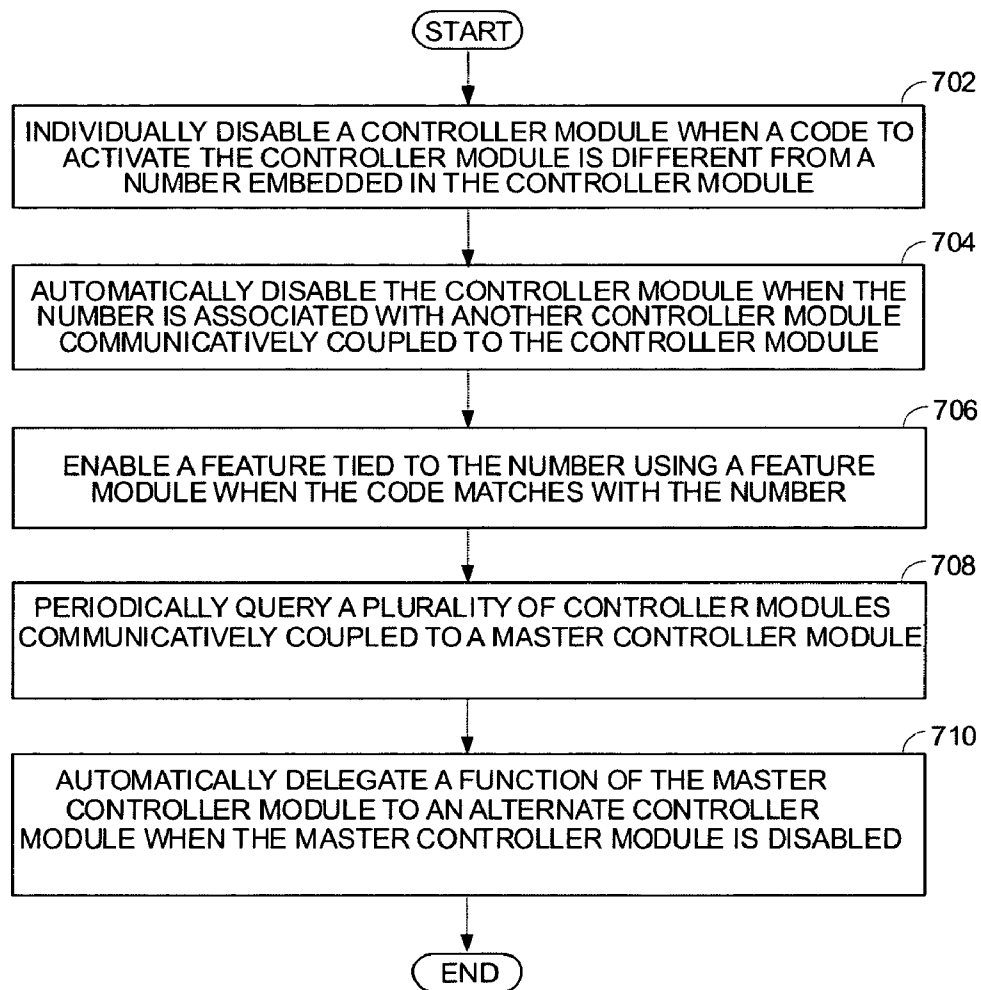 START
702
INDIVIDUALLY DISABLE A CONTROLLER MODULE WHEN A CODE TO
ACTIVATE THE CONTROLLER MODULE IS DIFFERENT FROM A
NUMBER EMBEDDED IN THE CONTROLLER MODULE
704
AUTOMATICALLY DISABLE THE CONTROLLER MODULE WHEN THE
NUMBER IS ASSOCIATED WITH ANOTHER CONTROLLER MODULE
COMMUNICATIVELY COUPLED TO THE CONTROLLER MODULE
706
ENABLE A FEATURE TIED TO THE NUMBER USING A FEATURE
MODULE WHEN THE CODE MATCHES WITH THE NUMBER
708
PERIODICALLY QUERY A PLURALITY OF CONTROLLER MODULES
COMMUNICATIVELY COUPLED TO A MASTER CONTROLLER MODULE
710
AUTOMATICALLY DELEGATE A FUNCTION OF THE MASTER
CONTROLLER MODULE TO AN ALTERNATE CONTROLLER
MODULE WHEN THE MASTER CONTROLLER MODULE IS DISABLED
END